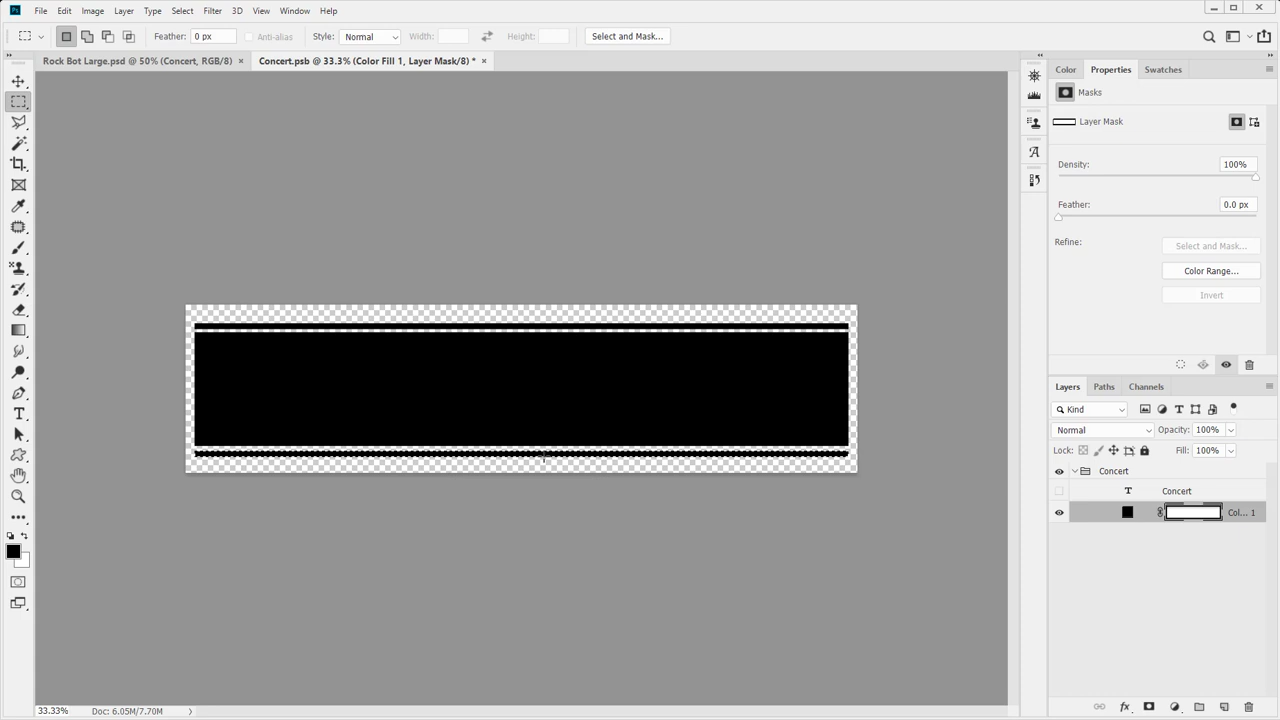 Ps File Edit Image Layer Type Select Filter 3D View Window Help
Feather: 0 px Anti-alias Style: Normal Width: Height: Select and Mask...
Rock Bot Large.psd @ 50% (Concert, RGB/8) × Concert.psb @ 33.3% (Color Fill 1, Layer Mask/8) * ×
Color Properties Swatches
Masks
Layer Mask
Density: 100%
Feather: 0.0 px
Refine: Select and Mask...
Color Range...
Invert
Layers Paths Channels
Kind
Normal Opacity: 100%
Lock: Fill: 100%
Concert
T Concert
Col... 1
33.33% Doc: 6.05M/7.70M